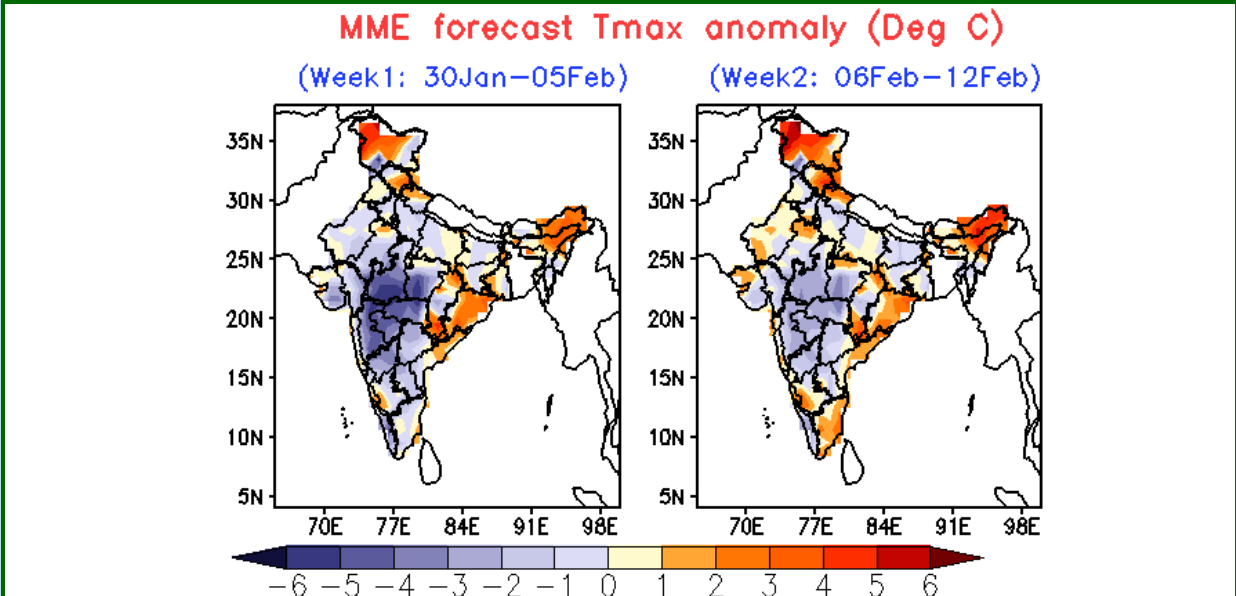 MME forecast Tmax anomaly (Deg C)
(Week1: 30Jan−05Feb) (Week2: 06Feb−12Feb)
35N 35N
30N 30N
25N 25N
20N 20N
15N 15N
10N 10N
5N 5N
70E 77E 84E 91E 98E 70E 77E 84E 91E 98E
−6 −5 −4 −3 −2 −1 0 1 2 3 4 5 6